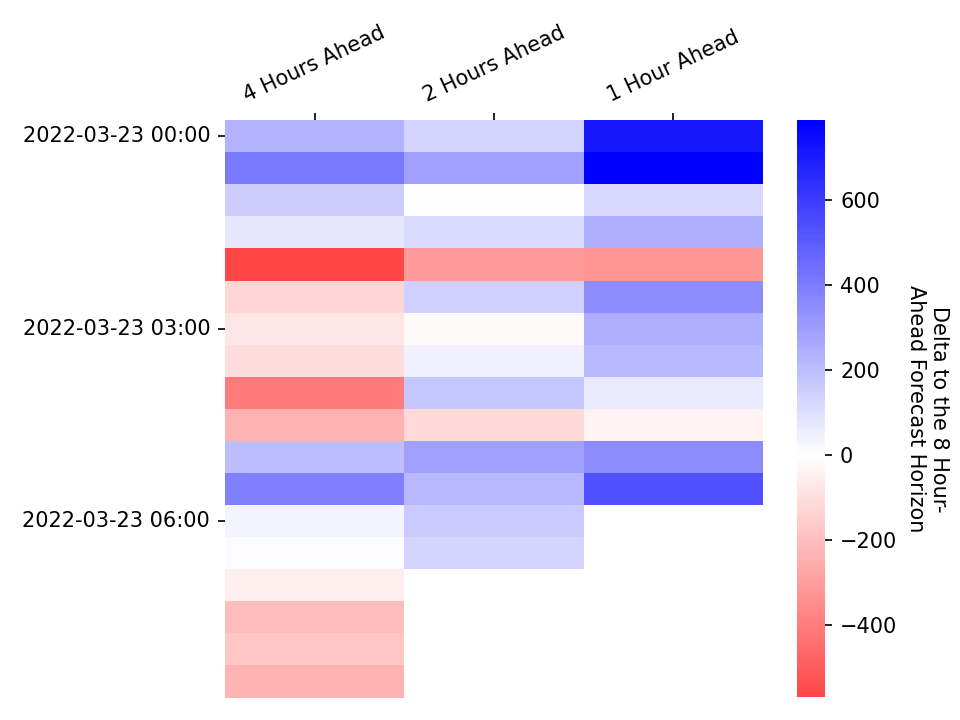 4 Hours Ahead
2 Hours Ahead
1 Hour Ahead
2022-03-23 00:00
2022-03-23 03:00
2022-03-23 06:00
600
400
200
0
−200
−400
Delta to the 8 Hour-
Ahead Forecast Horizon